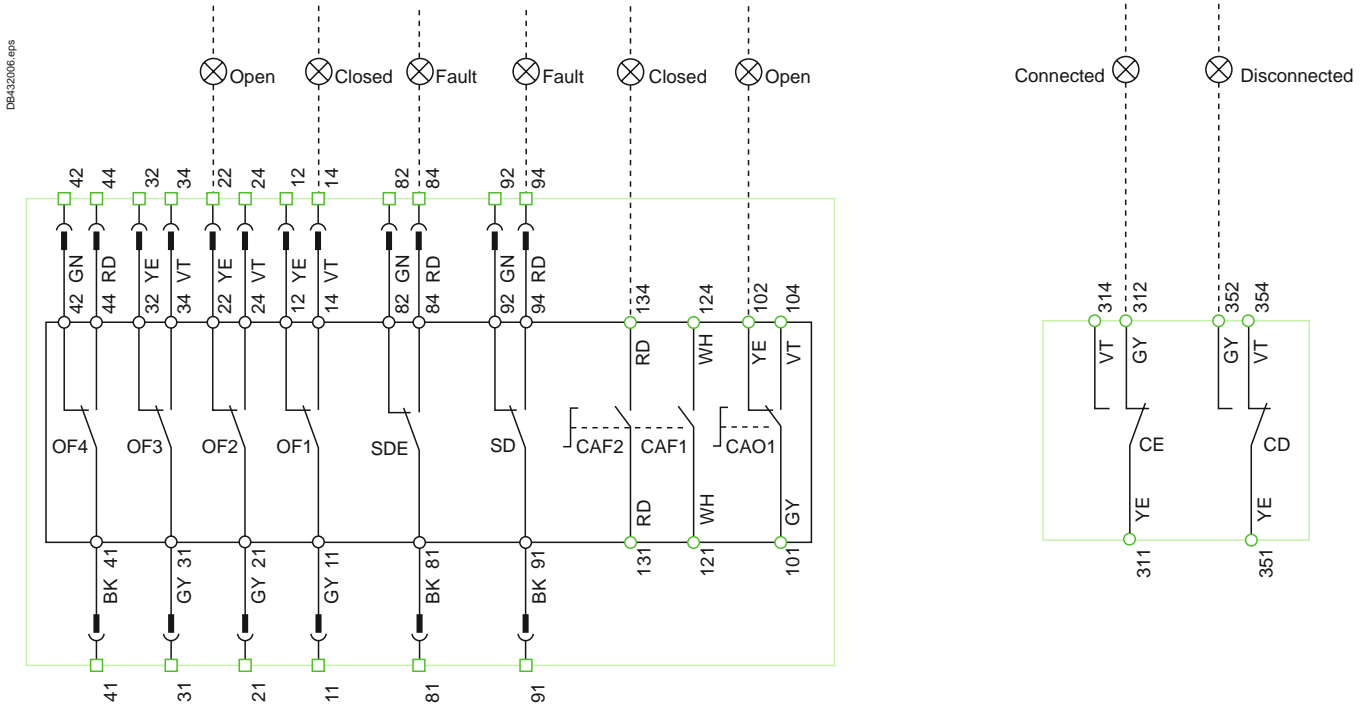 DB432006.eps
Open Closed Fault Fault Closed Open Connected Disconnected
42 44 32 34 22 24 12 14 82 84 92 94
GN RD YE VT YE VT YE VT GN RD GN RD
42 44 32 34 22 24 12 14 82 84 92 94 134 124 102 104 314 312 352 354
RD WH YE VT VT GY GY VT
OF4 OF3 OF2 OF1 SDE SD CAF2 CAF1 CAO1 CE CD
RD WH GY YE YE
BK 41 GY 31 GY 21 GY 11 BK 81 BK 91 131 121 101 311 351
41 31 21 11 81 91